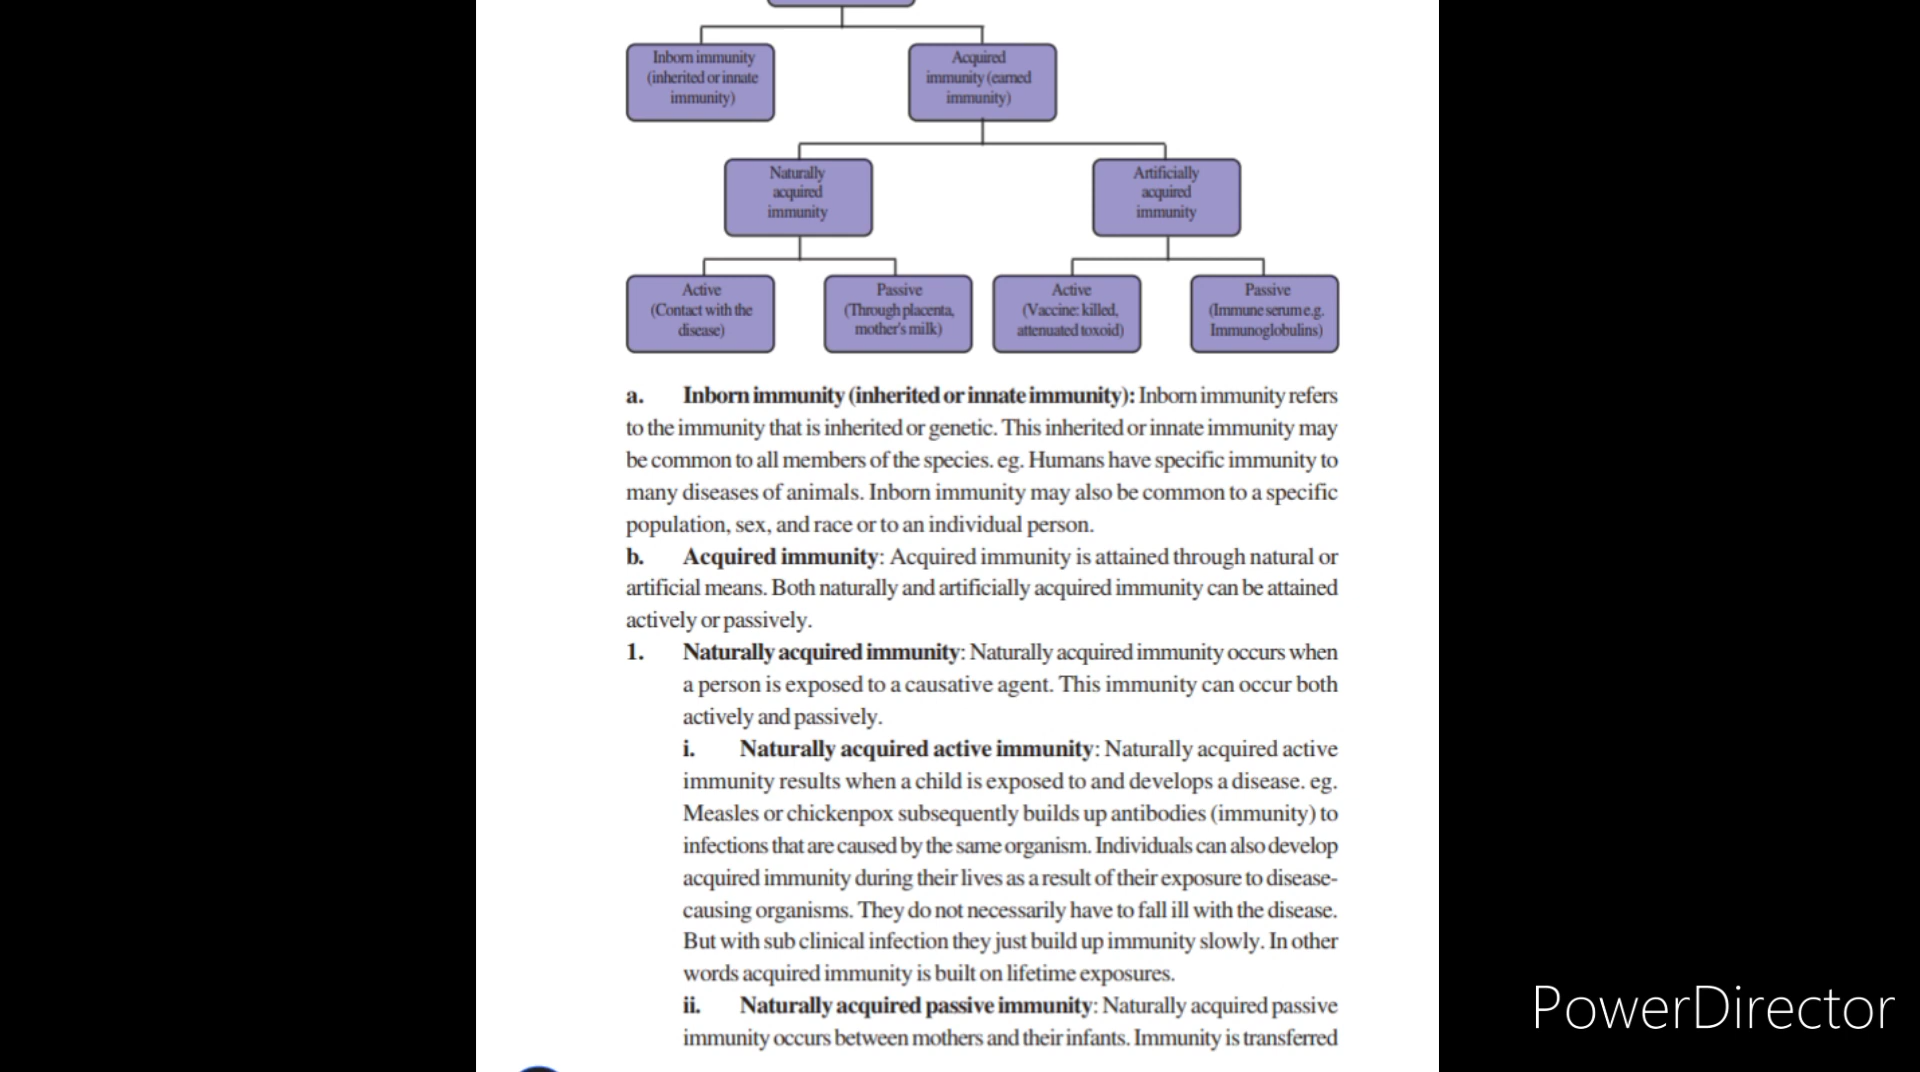 Inborn immunity
(inherited or innate
immunity)
Acquired
immunity (earned
immunity)
Naturally
acquired
immunity
Artificially
acquired
immunity
Active
(Contact with the
disease)
Passive
(Through placenta,
mother's milk)
Active
(Vaccine: killed,
attenuated toxoid)
Passive
(Immune serum e.g.
Immunoglobulins)
a. Inborn immunity (inherited or innate immunity): Inborn immunity refers
to the immunity that is inherited or genetic. This inherited or innate immunity may
be common to all members of the species. eg. Humans have specific immunity to
many diseases of animals. Inborn immunity may also be common to a specific
population, sex, and race or to an individual person.
b. Acquired immunity: Acquired immunity is attained through natural or
artificial means. Both naturally and artificially acquired immunity can be attained
actively or passively.
1. Naturally acquired immunity: Naturally acquired immunity occurs when
a person is exposed to a causative agent. This immunity can occur both
actively and passively.
i. Naturally acquired active immunity: Naturally acquired active
immunity results when a child is exposed to and develops a disease. eg.
Measles or chickenpox subsequently builds up antibodies (immunity) to
infections that are caused by the same organism. Individuals can also develop
acquired immunity during their lives as a result of their exposure to disease-
causing organisms. They do not necessarily have to fall ill with the disease.
But with sub clinical infection they just build up immunity slowly. In other
words acquired immunity is built on lifetime exposures.
ii. Naturally acquired passive immunity: Naturally acquired passive
immunity occurs between mothers and their infants. Immunity is transferred
PowerDirector